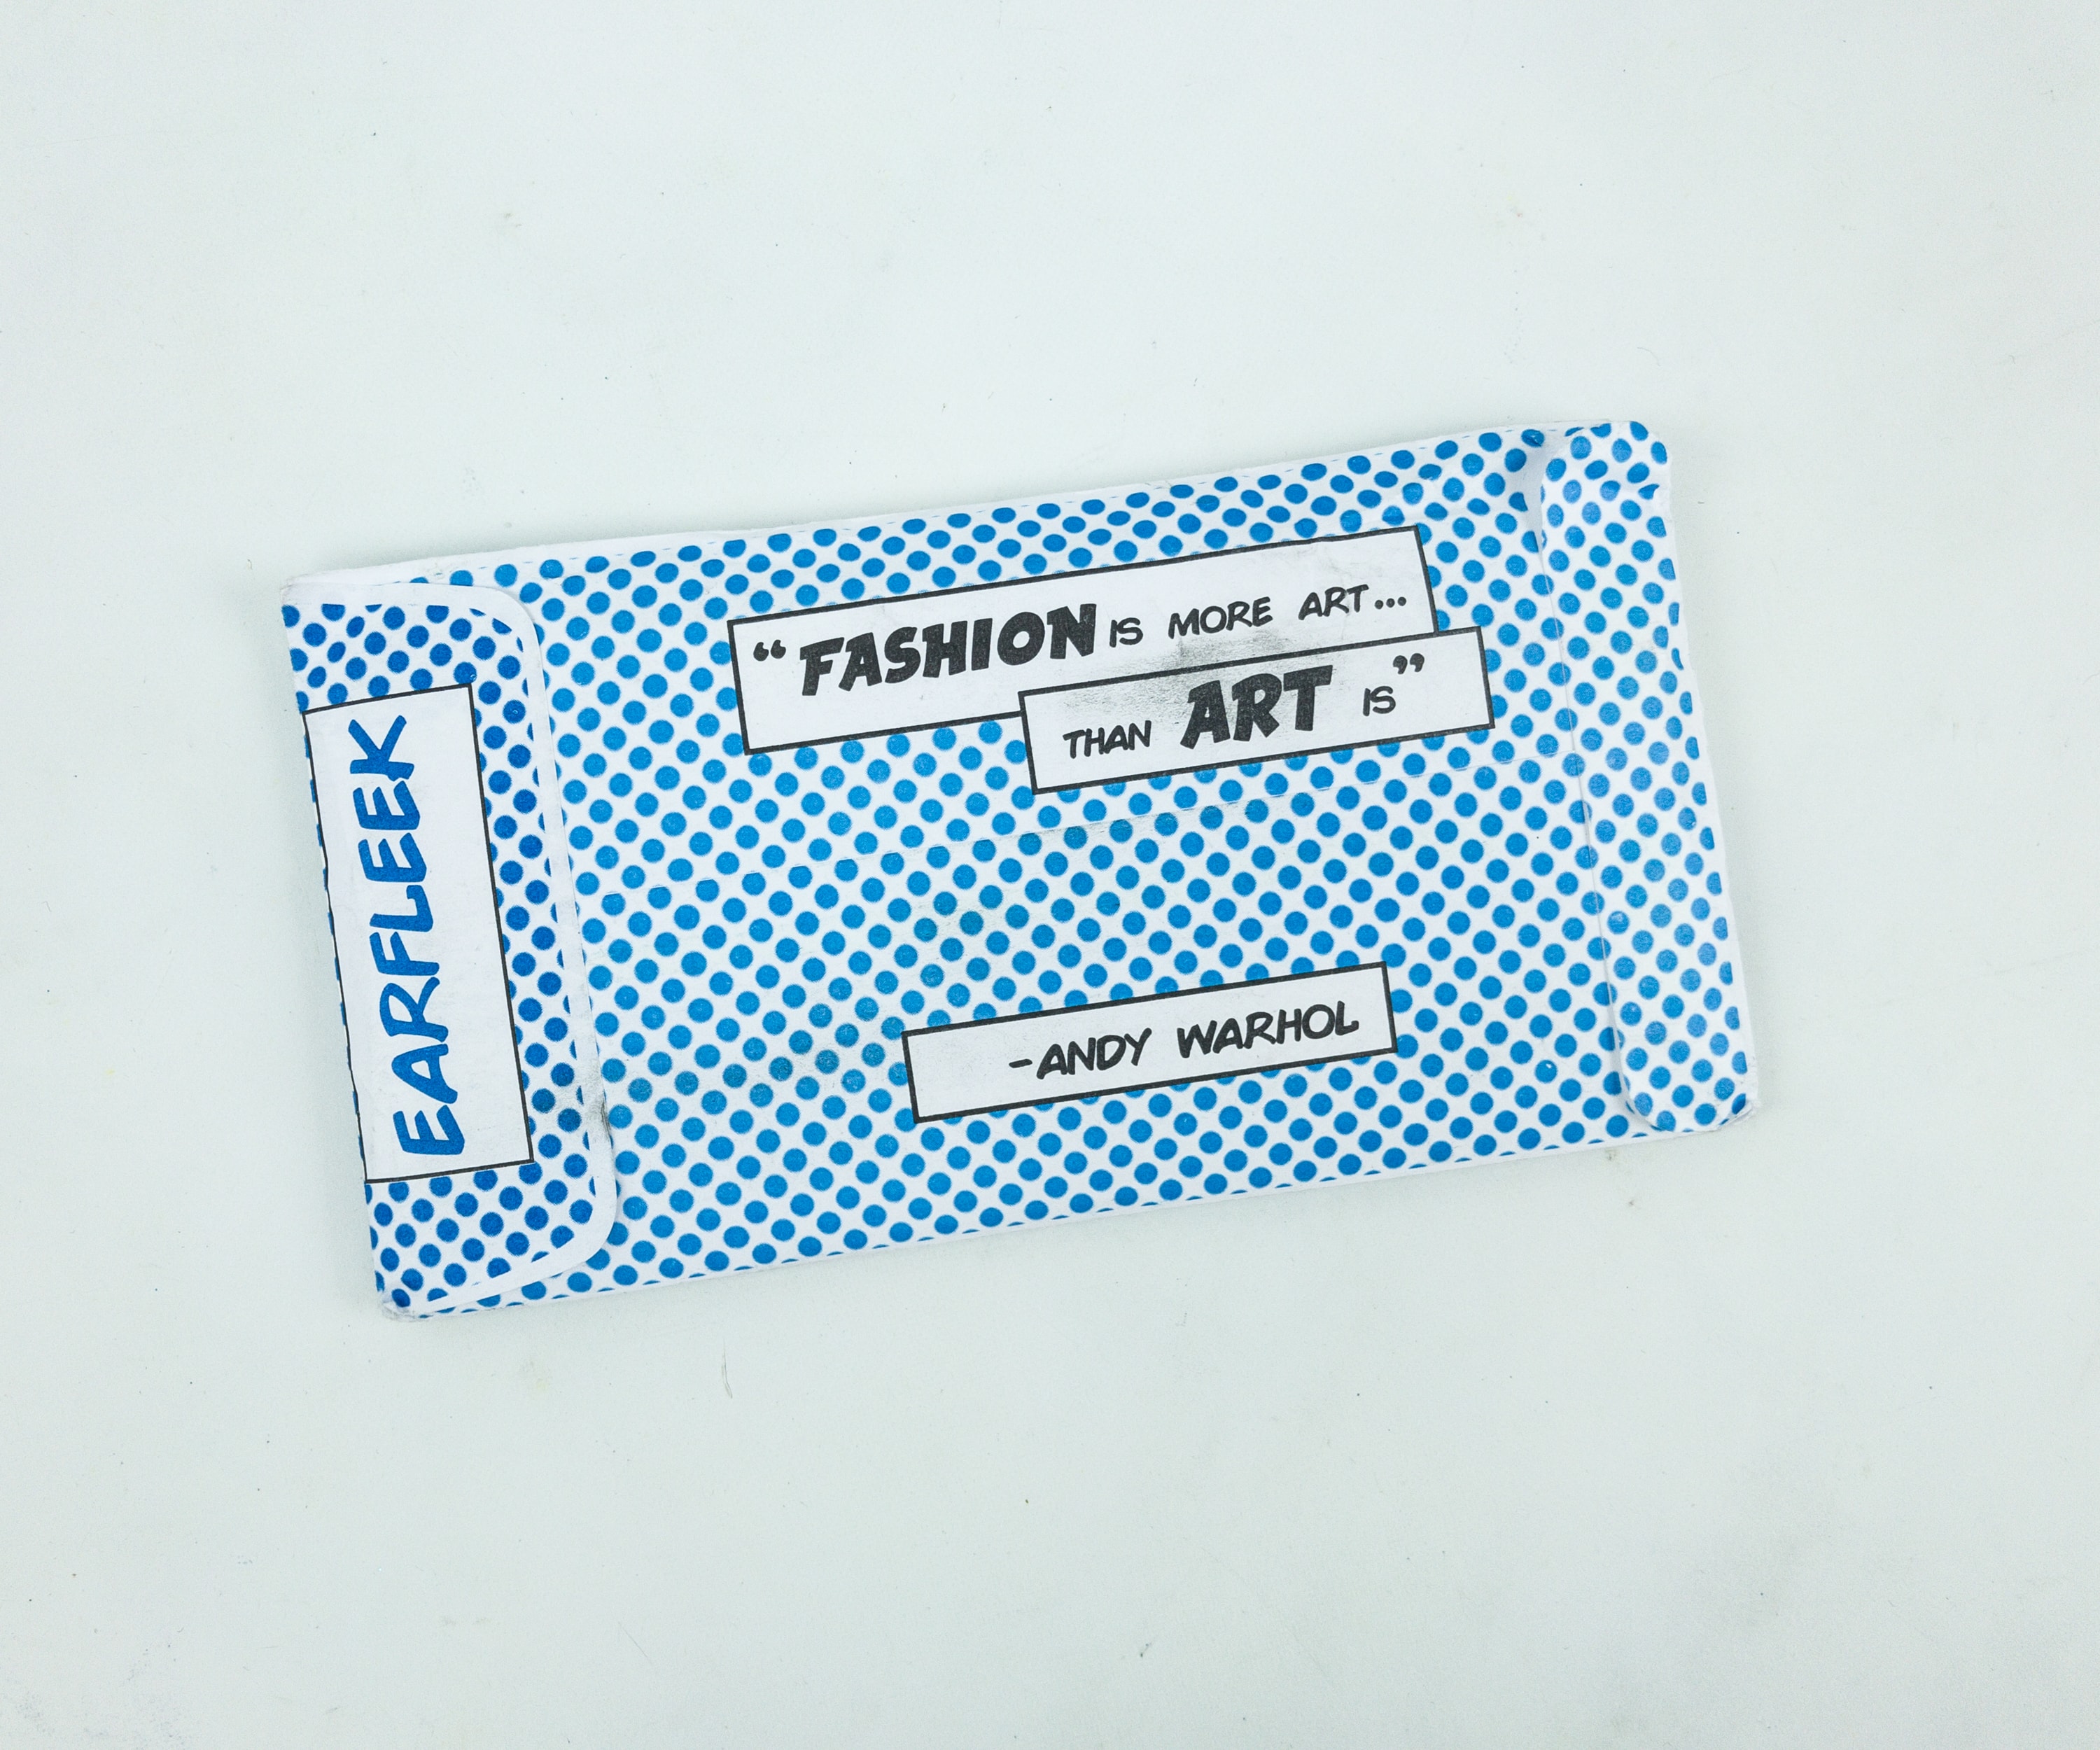 “FASHION IS MORE ART...
THAN ART IS”
-ANDY WARHOL
EARFLEEK